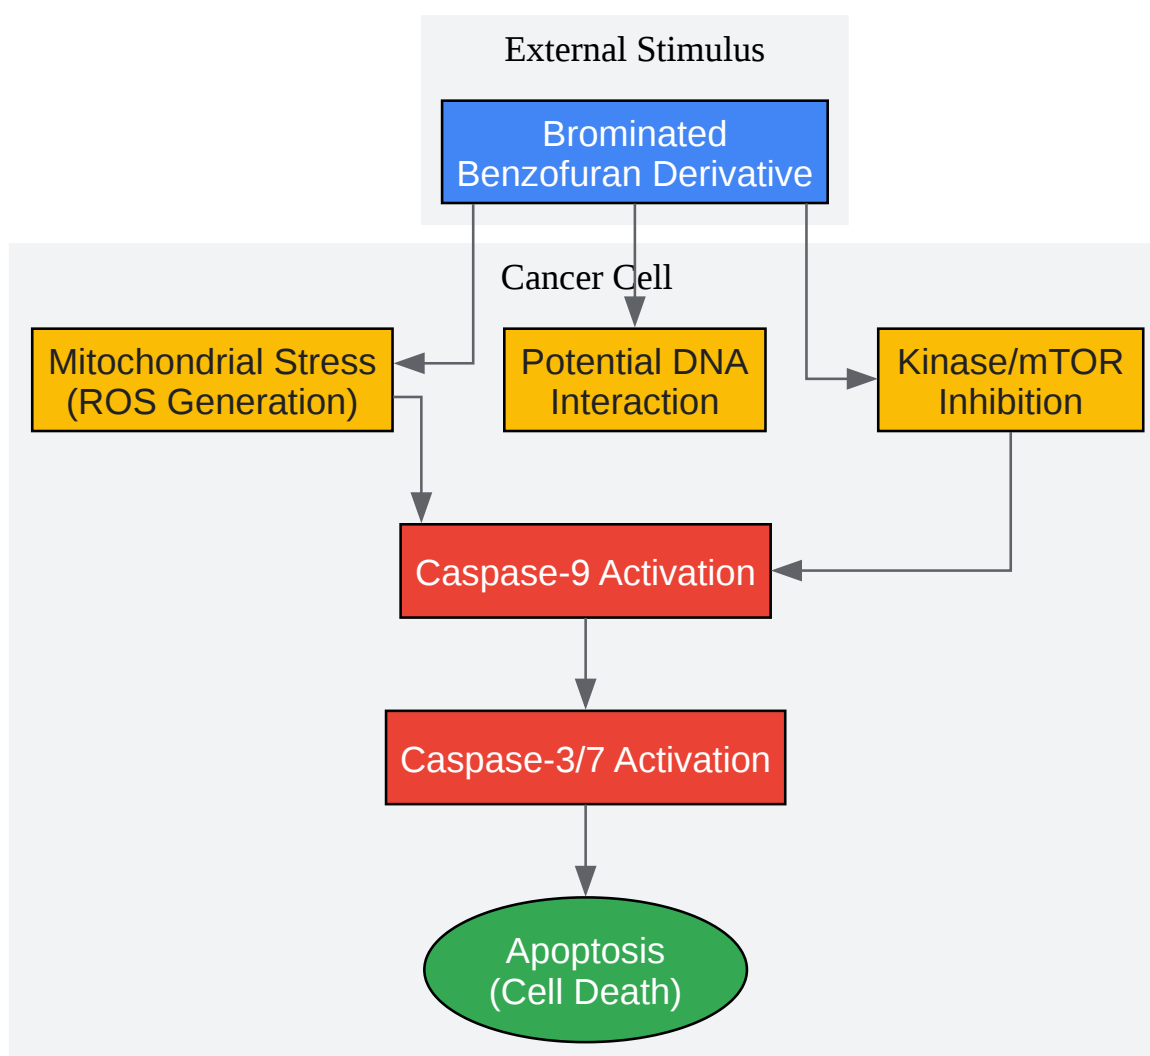 External Stimulus
Brominated
Benzofuran Derivative
Cancer Cell
Mitochondrial Stress
(ROS Generation)
Potential DNA
Interaction
Kinase/mTOR
Inhibition
Caspase-9 Activation
Caspase-3/7 Activation
Apoptosis
(Cell Death)